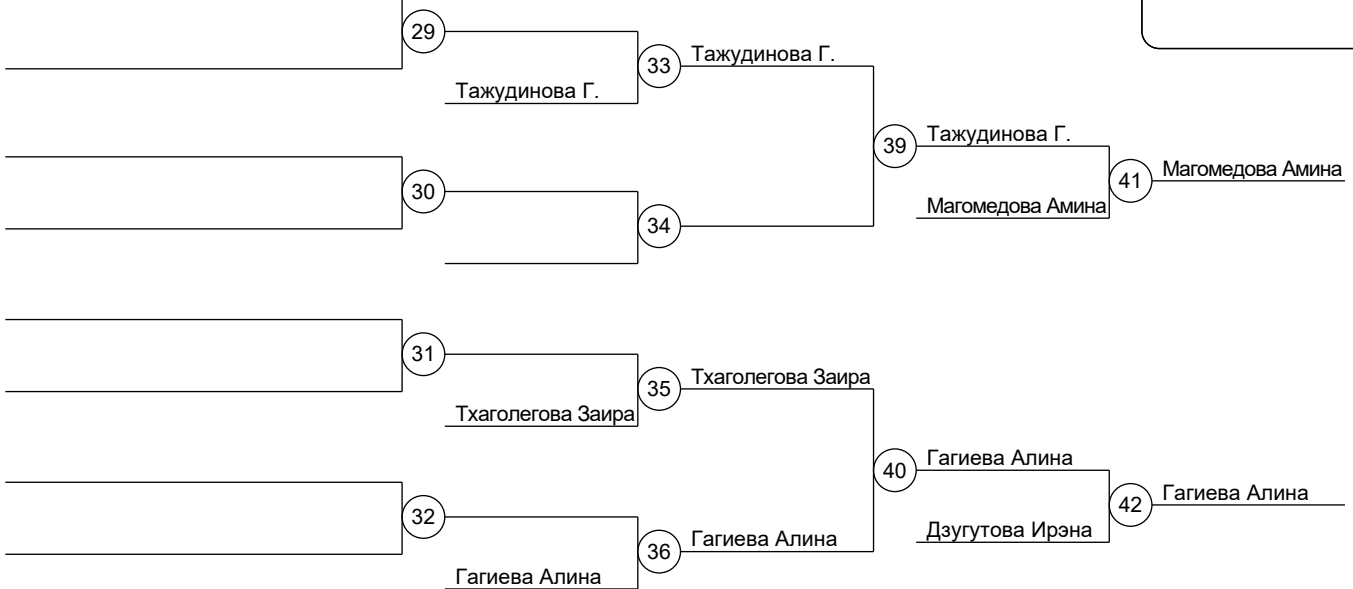 29
33
Тажудинова Г.
Тажудинова Г.
39
Тажудинова Г.
41
Магомедова Амина
30
Магомедова Амина
34
31
35
Тхаголегова Заира
Тхаголегова Заира
40
Гагиева Алина
42
Гагиева Алина
32
Дзугутова Ирэна
36
Гагиева Алина
Гагиева Алина